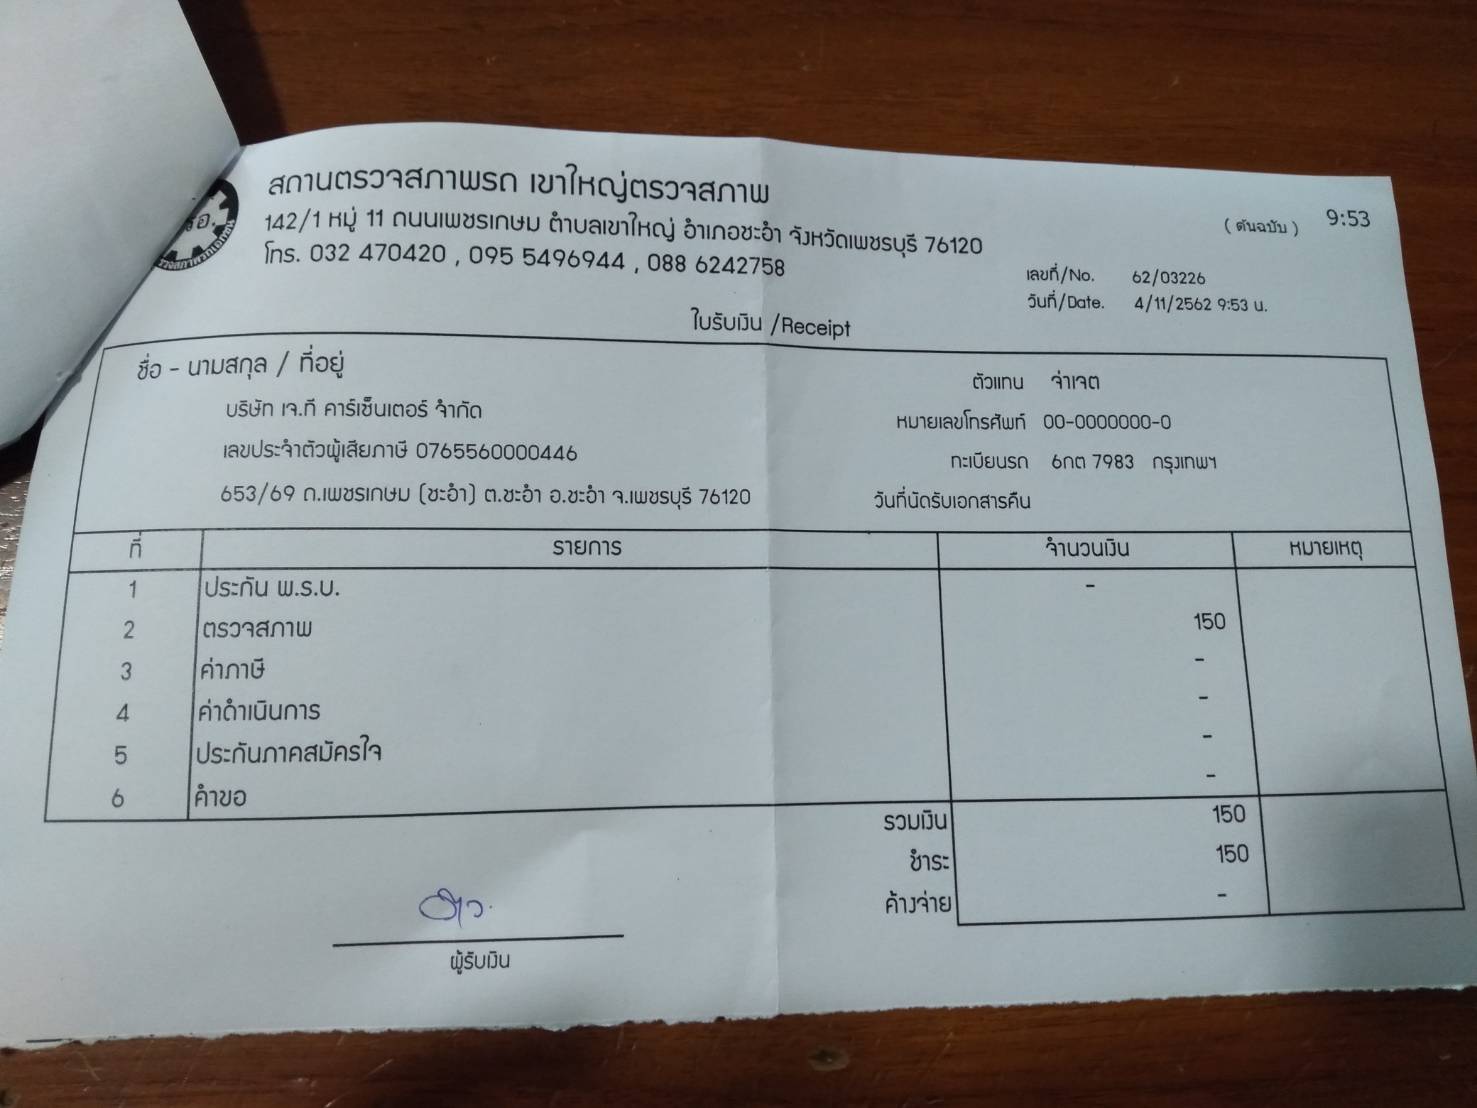 สถานตรวจสภาพรถ เขาใหญ่ตรวจสภาพ
142/1 หมู่ 11 ถนนเพชรเกษม ตำบลเขาใหญ่ อำเภอชะอำ จังหวัดเพชรบุรี 76120
โทร. 032 470420 , 095 5496944 , 088 6242758
( ต้นฉบับ ) 9:53
เลขที่/No. 62/03226
วันที่/Date. 4/11/2562 9:53 น.
ใบรับเงิน /Receipt
ชื่อ - นามสกุล / ที่อยู่
บริษัท เจ.ที คาร์เซ็นเตอร์ จำกัด
เลขประจำตัวผู้เสียภาษี 0765560000446
653/69 ถ.เพชรเกษม (ชะอำ) ต.ชะอำ อ.ชะอำ จ.เพชรบุรี 76120
ตัวแทน จ่าเจต
หมายเลขโทรศัพท์ 00-0000000-0
ทะเบียนรถ 6กต 7983 กรุงเทพฯ
วันที่นัดรับเอกสารคืน
ที่ รายการ จำนวนเงิน หมายเหตุ
1 ประกัน พ.ร.บ. -
2 ตรวจสภาพ 150
3 ค่าภาษี -
4 ค่าดำเนินการ -
5 ประกันภาคสมัครใจ -
6 คำขอ -
รวมเงิน 150
ชำระ 150
ค้างจ่าย -
ผู้รับเงิน